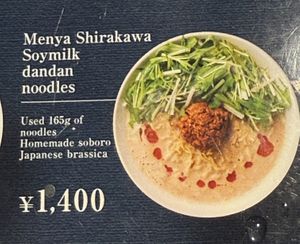 Menya Shirakawa
Soymilk
dandan
noodles
Used 165g of
noodles
Homemade soboro
Japanese brassica
¥1,400